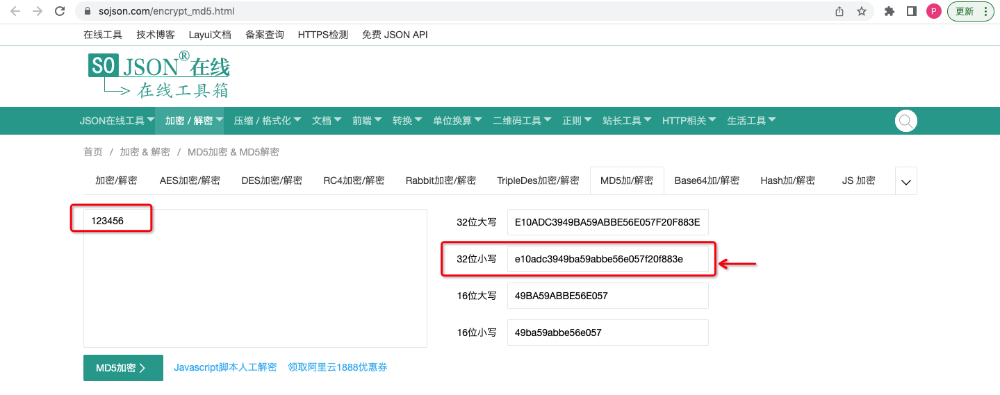 sojson.com/encrypt_md5.html P 更新
在线工具 技术博客 Layui文档 备案查询 HTTPS检测 免费 JSON API
SO JSON®在线
在线工具箱
JSON在线工具 加密 / 解密 压缩 / 格式化 文档 前端 转换 单位换算 二维码工具 正则 站长工具 HTTP相关 生活工具
首页 / 加密 & 解密 / MD5加密 & MD5解密
加密/解密 AES加密/解密 DES加密/解密 RC4加密/解密 Rabbit加密/解密 TripleDes加密/解密 MD5加/解密 Base64加/解密 Hash加/解密 JS 加密
123456
32位大写 E10ADC3949BA59ABBE56E057F20F883E
32位小写 e10adc3949ba59abbe56e057f20f883e
16位大写 49BA59ABBE56E057
16位小写 49ba59abbe56e057
MD5加密 Javascript脚本人工解密 领取阿里云1888优惠券